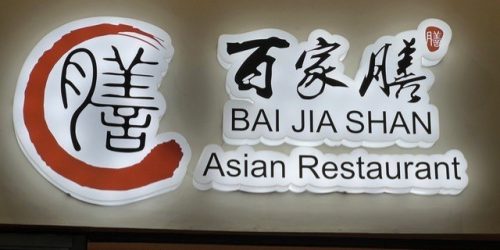 膳
百家膳
膳
BAI JIA SHAN
Asian Restaurant